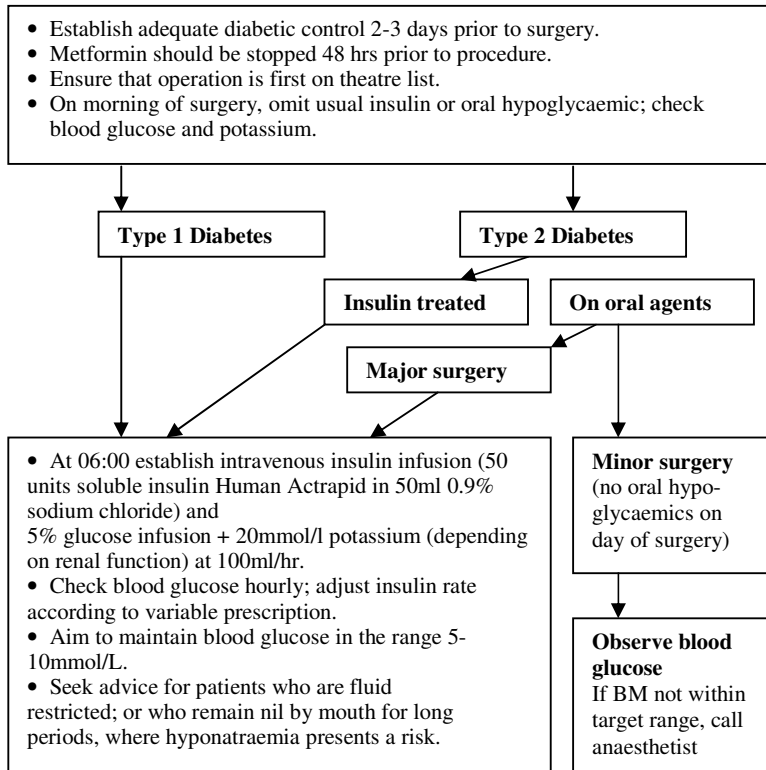 • Establish adequate diabetic control 2-3 days prior to surgery.
• Metformin should be stopped 48 hrs prior to procedure.
• Ensure that operation is first on theatre list.
• On morning of surgery, omit usual insulin or oral hypoglycaemic; check
blood glucose and potassium.
Type 1 Diabetes
Type 2 Diabetes
Insulin treated
On oral agents
Major surgery
• At 06:00 establish intravenous insulin infusion (50
units soluble insulin Human Actrapid in 50ml 0.9%
sodium chloride) and
5% glucose infusion + 20mmol/l potassium (depending
on renal function) at 100ml/hr.
• Check blood glucose hourly; adjust insulin rate
according to variable prescription.
• Aim to maintain blood glucose in the range 5-
10mmol/L.
• Seek advice for patients who are fluid
restricted; or who remain nil by mouth for long
periods, where hyponatraemia presents a risk.
Minor surgery
(no oral hypo-
glycaemics on
day of surgery)
Observe blood
glucose
If BM not within
target range, call
anaesthetist